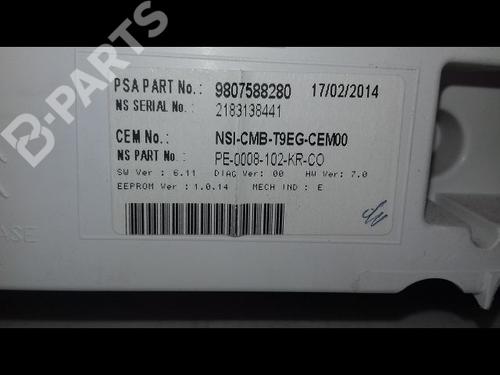 B-PARTS
PSA PART No.: 9807588280 17/02/2014
NS SERIAL No.: 2183138441
CEM No.: NSI-CMB-T9EG-CEM00
NS PART No.: PE-0008-102-KR-CO
SW Ver : 6.11 DIAG Ver: 00 HW Ver: 7.0
EEPROM Ver : 1.0.14 MECH IND : E